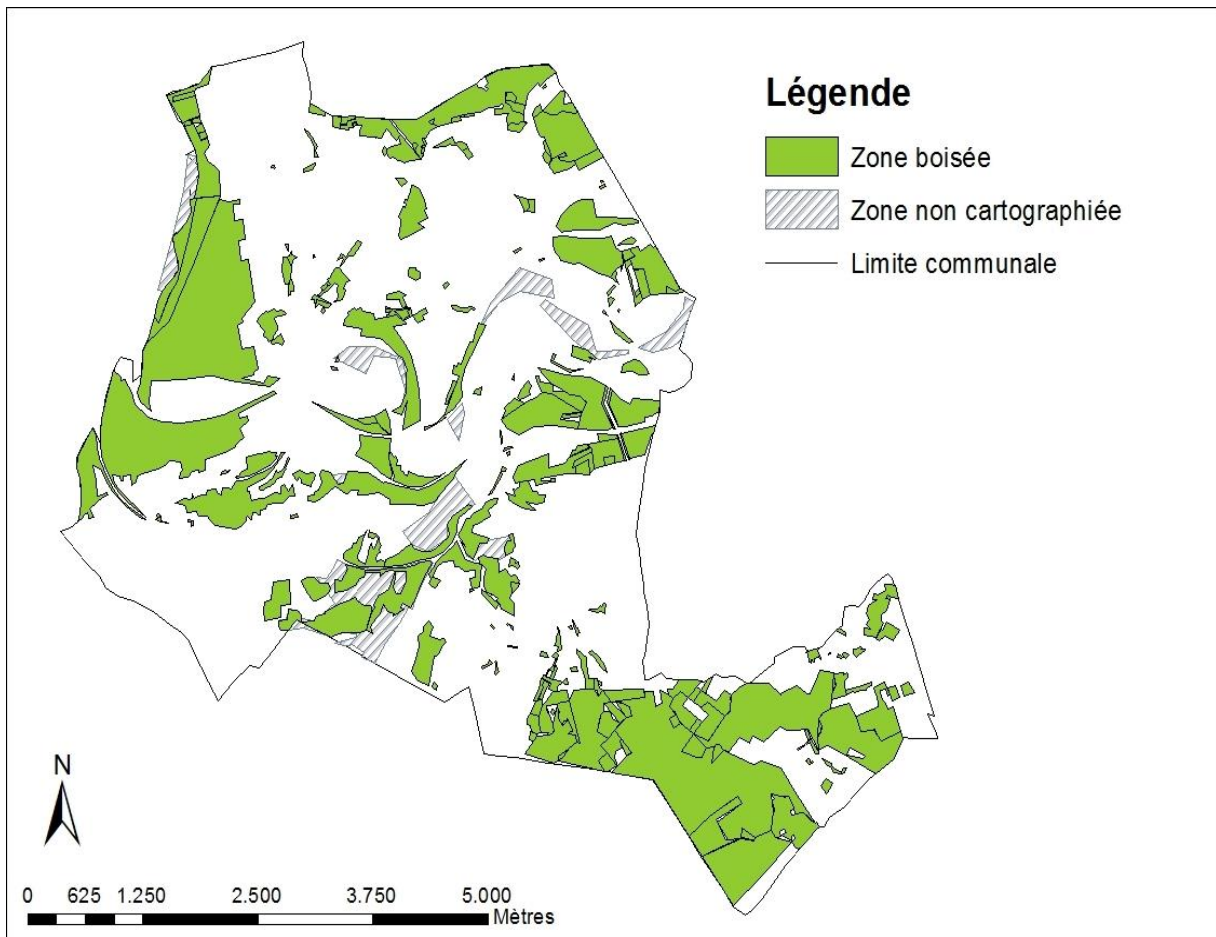 Légende
Zone boisée
Zone non cartographiée
Limite communale
N
0 625 1.250 2.500 3.750 5.000
Mètres